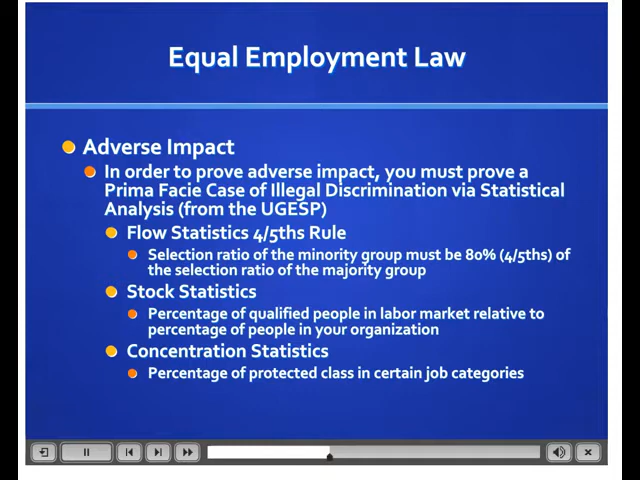 Equal Employment Law
Adverse Impact
In order to prove adverse impact, you must prove a
Prima Facie Case of Illegal Discrimination via Statistical
Analysis (from the UGESP)
Flow Statistics 4/5ths Rule
Selection ratio of the minority group must be 80% (4/5ths) of
the selection ratio of the majority group
Stock Statistics
Percentage of qualified people in labor market relative to
percentage of people in your organization
Concentration Statistics
Percentage of protected class in certain job categories